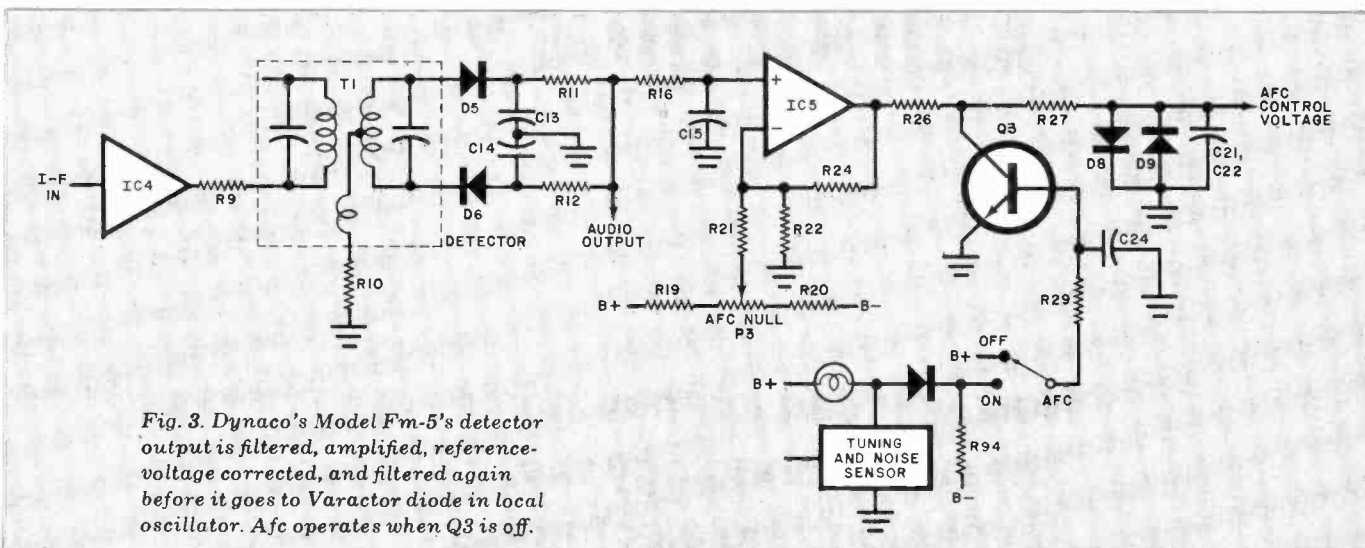 T1
D5
R11
R16
C13
C14
D6
R12
C15
+
−
IC5
R26
Q3
R27
D8
D9
C21,
C22
AFC
CONTROL
VOLTAGE
I-F
IN
IC4
R9
R10
DETECTOR
AUDIO
OUTPUT
R24
R21
R22
C24
R29
B+
R19
R20
B-
AFC NULL
P3
OFF
B+
B+
ON
AFC
TUNING
AND NOISE
SENSOR
R94
B-
Fig. 3. Dynaco's Model Fm-5's detector
output is filtered, amplified, reference-
voltage corrected, and filtered again
before it goes to Varactor diode in local
oscillator. Afc operates when Q3 is off.